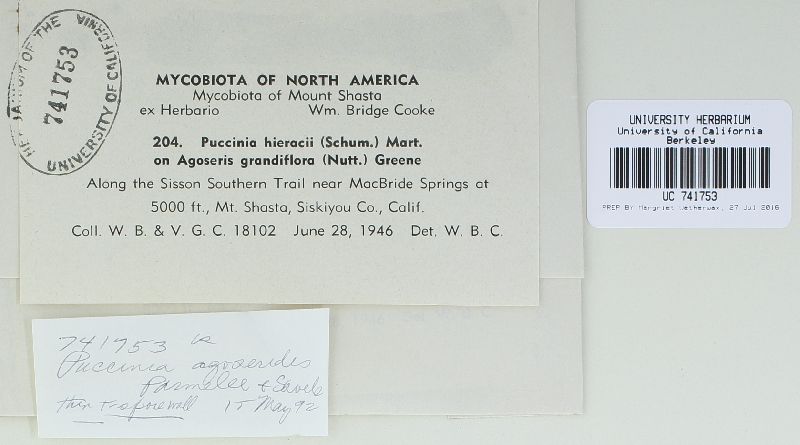 HERBARIUM OF THE
741753
UNIVERSITY OF CALIFORNIA
MYCOBIOTA OF NORTH AMERICA
Mycobiota of Mount Shasta
ex Herbario Wm. Bridge Cooke
204. Puccinia hieracii (Schum.) Mart.
on Agoseris grandiflora (Nutt.) Greene
Along the Sisson Southern Trail near MacBride Springs at
5000 ft., Mt. Shasta, Siskiyou Co., Calif.
Coll. W. B. & V. G. C. 18102 June 28, 1946 Det. W. B. C.
UNIVERSITY HERBARIUM
University of California
Berkeley
UC 741753
PREP BY Margriet Wetherwax, 27 Jul 2016
741753
Puccinia agoseridis
Parmelee + Savile
thin + sporewall 15 May 92